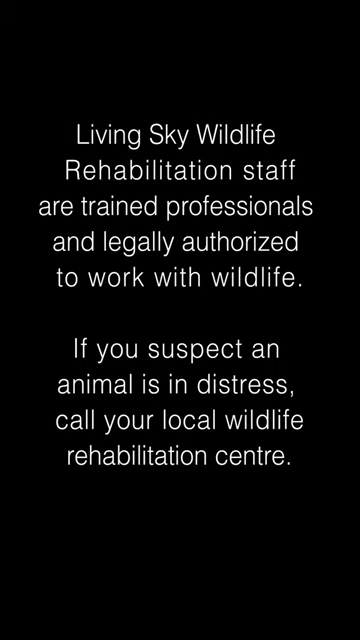 Living Sky Wildlife
Rehabilitation staff
are trained professionals
and legally authorized
to work with wildlife.
If you suspect an
animal is in distress,
call your local wildlife
rehabilitation centre.